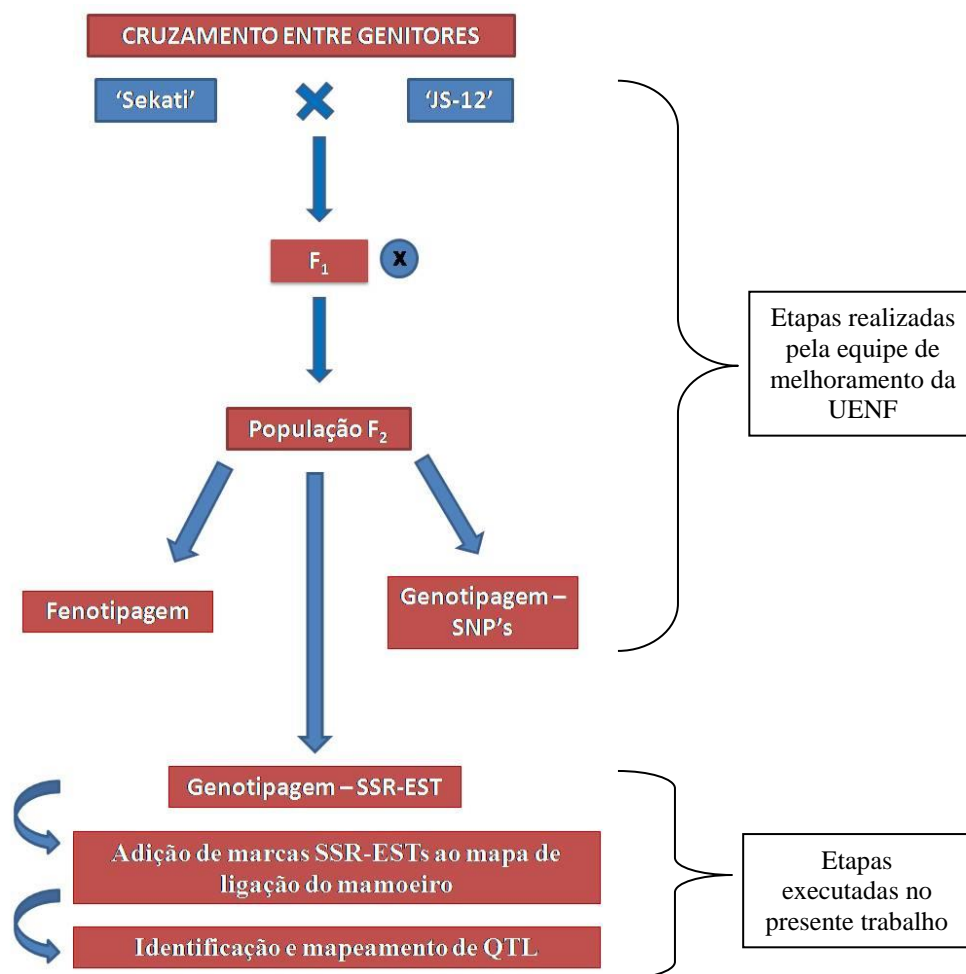 CRUZAMENTO ENTRE GENITORES
‘Sekati’
‘JS-12’
F₁
X
População F₂
Fenotipagem
Genotipagem –
SNP’s
Etapas realizadas
pela equipe de
melhoramento da
UENF
Genotipagem – SSR-EST
Adição de marcas SSR-ESTs ao mapa de
ligação do mamoeiro
Identificação e mapeamento de QTL
Etapas
executadas no
presente trabalho